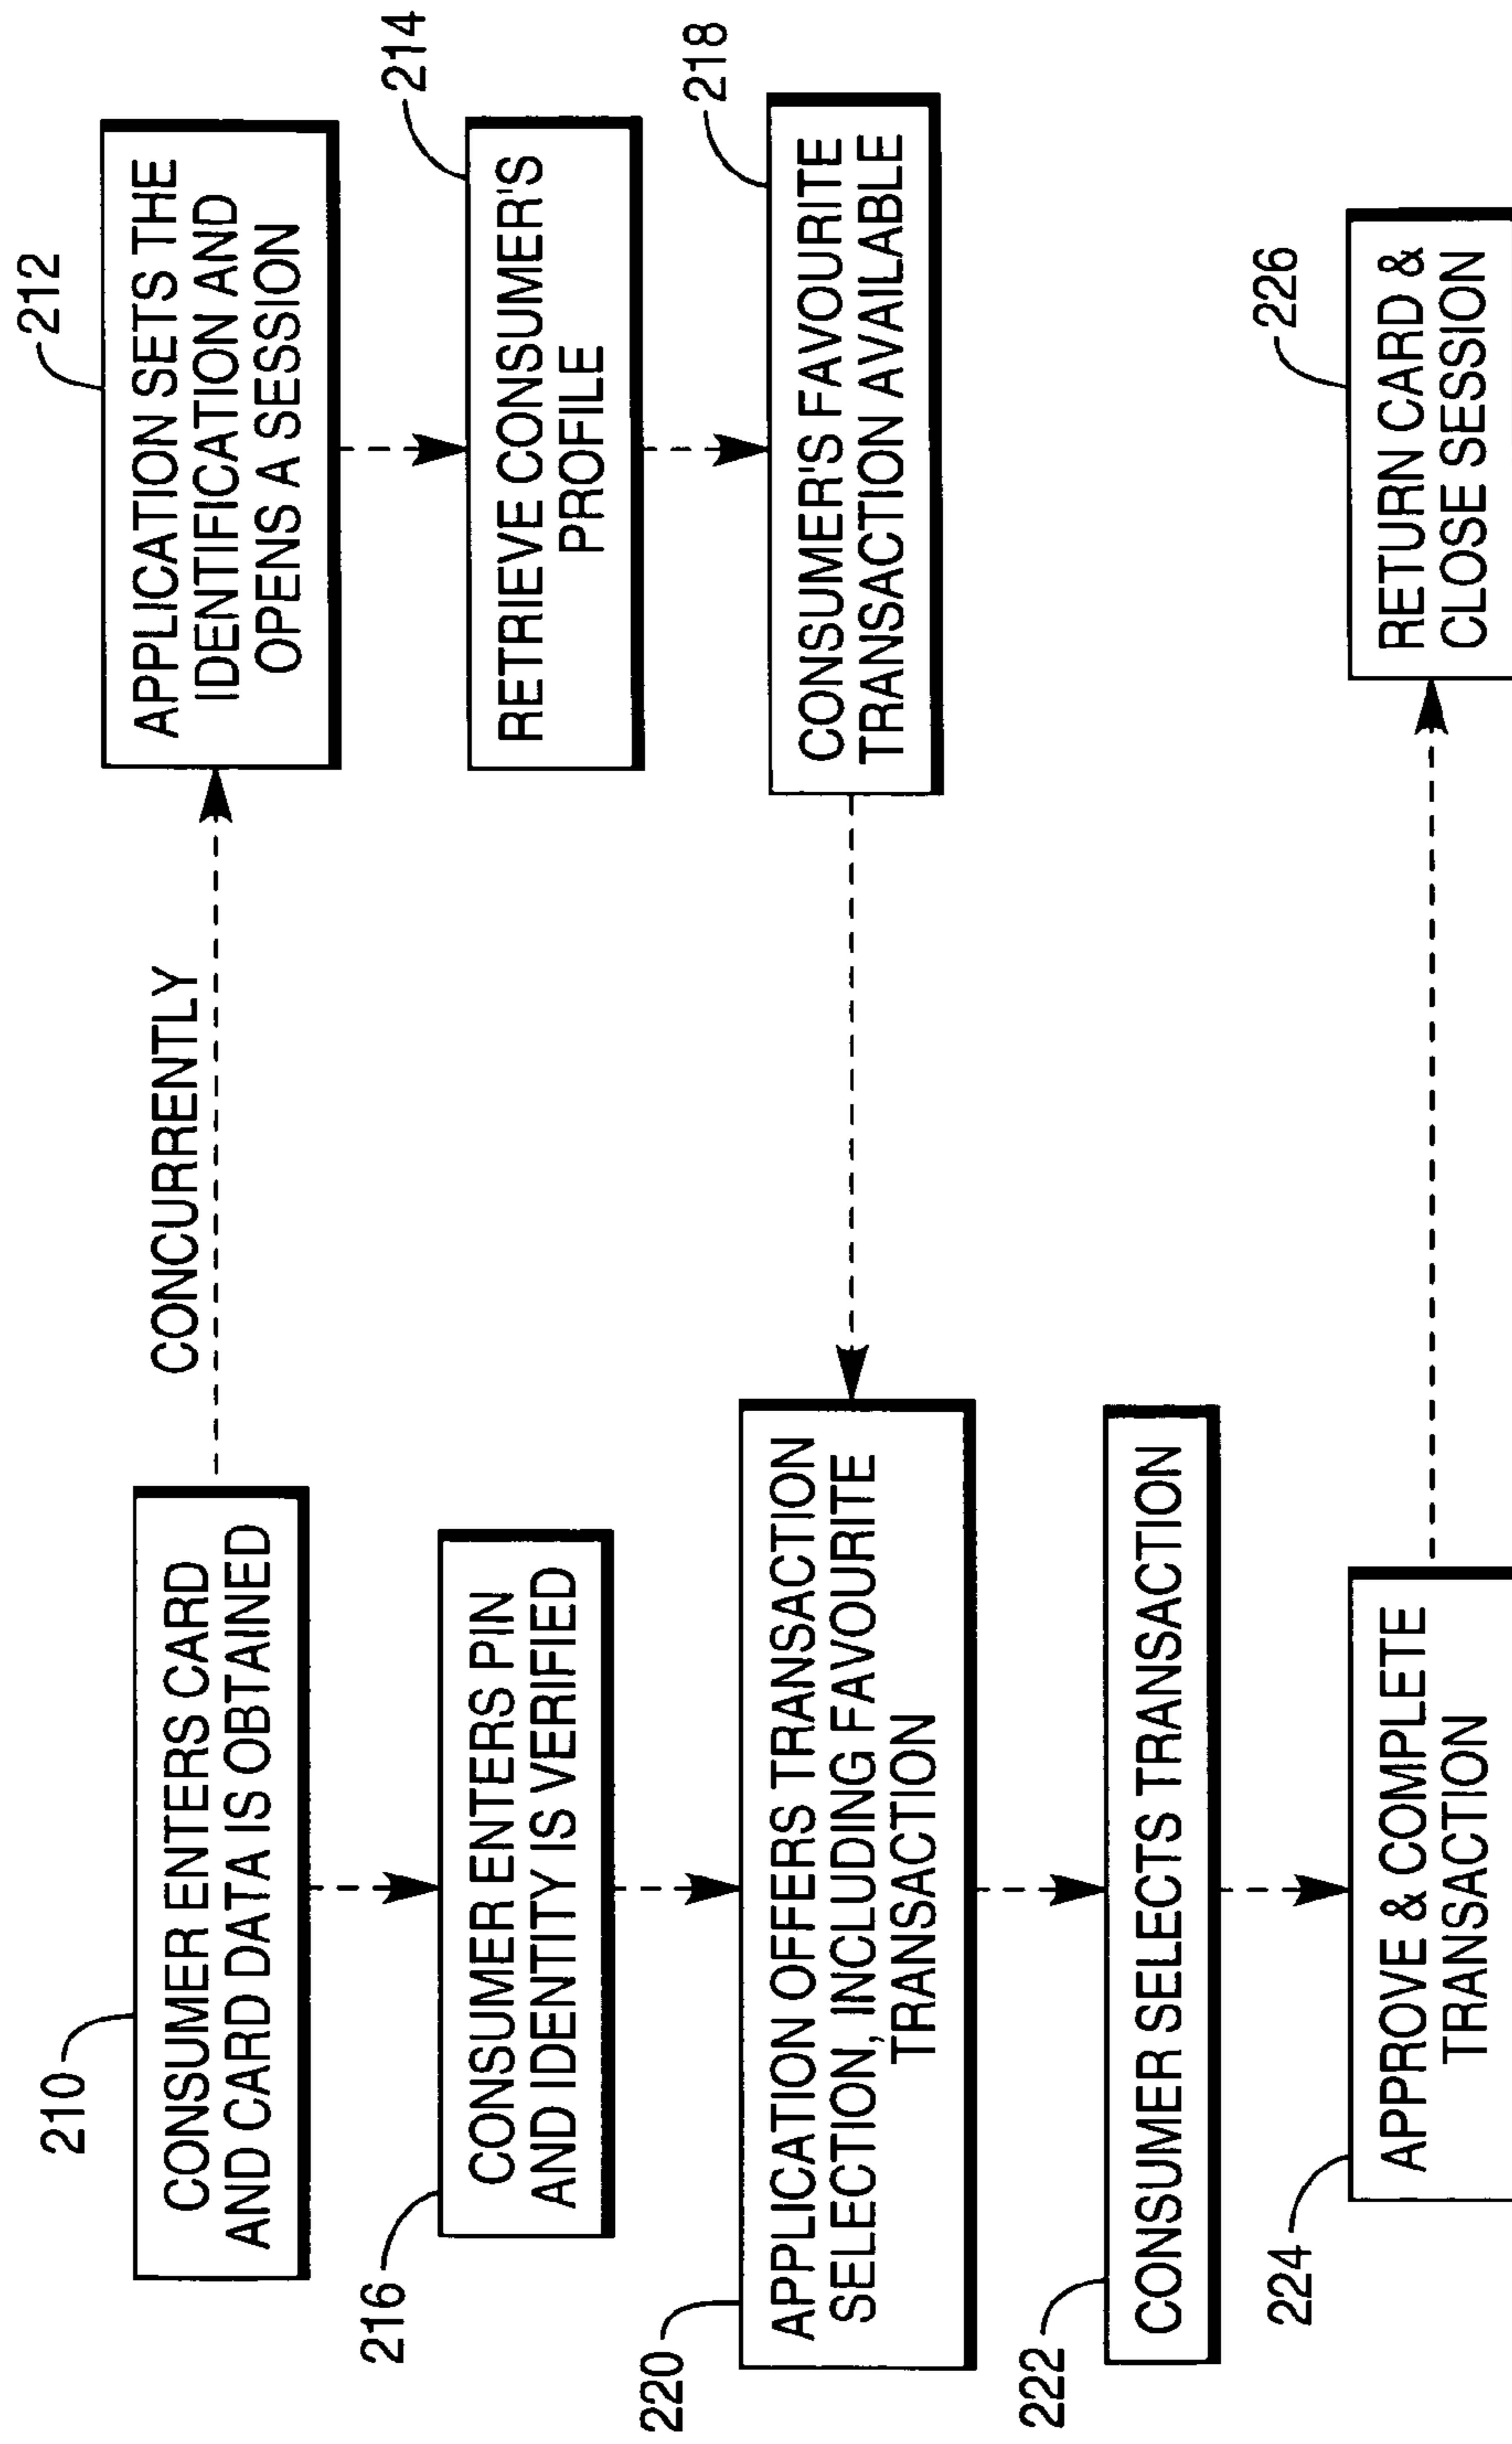 210
CONSUMER ENTERS CARD
AND CARD DATA IS OBTAINED
CONCURRENTLY
212
APPLICATION SETS THE
IDENTIFICATION AND
OPENS A SESSION
214
RETRIEVE CONSUMER'S
PROFILE
216
CONSUMER ENTERS PIN
AND IDENTITY IS VERIFIED
218
CONSUMER'S FAVOURITE
TRANSACTION AVAILABLE
220
APPLICATION OFFERS TRANSACTION
SELECTION, INCLUDING FAVOURITE
TRANSACTION
222
CONSUMER SELECTS TRANSACTION
224
APPROVE & COMPLETE
TRANSACTION
226
RETURN CARD &
CLOSE SESSION